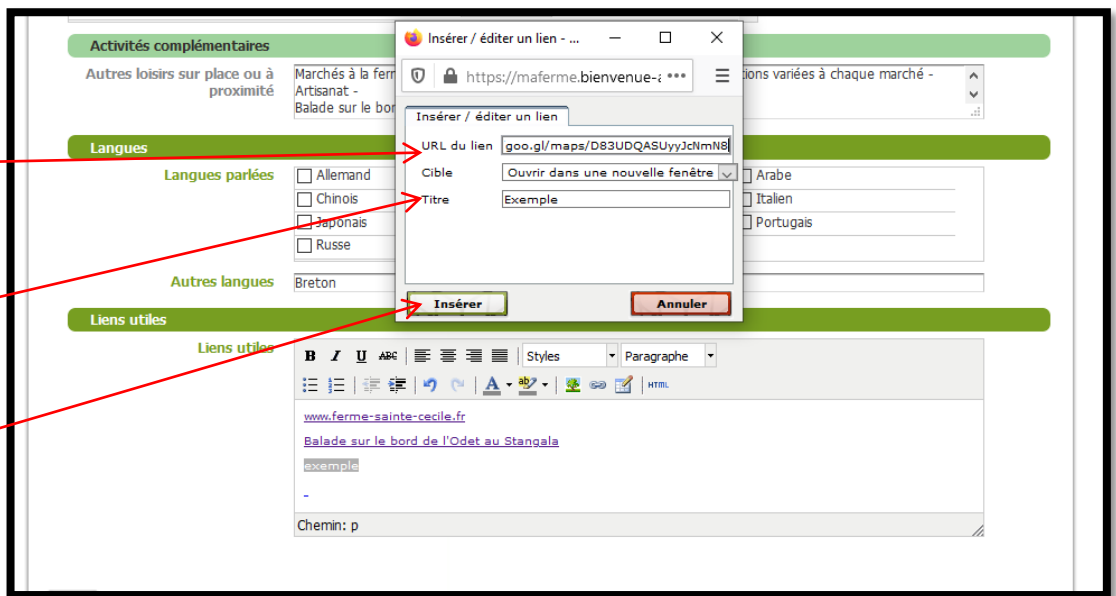 Activités complémentaires
Autres loisirs sur place ou à proximité
Marchés à la ferm
Artisanat -
Balade sur le bor
ions variées à chaque marché -
Insérer / éditer un lien - ...
https://maferme.bienvenue-
Insérer / éditer un lien
URL du lien goo.gl/maps/D83UDQASUyyJcNmN8
Cible Ouvrir dans une nouvelle fenêtre
Titre Exemple
Insérer Annuler
Langues
Langues parlées
Allemand Arabe
Chinois Italien
Japonais Portugais
Russe
Autres langues Breton
Liens utiles
Liens utiles
B I U ABC Styles Paragraphe
A ab HTML
www.ferme-sainte-cecile.fr
Balade sur le bord de l'Odet au Stangala
exemple
-
Chemin: p